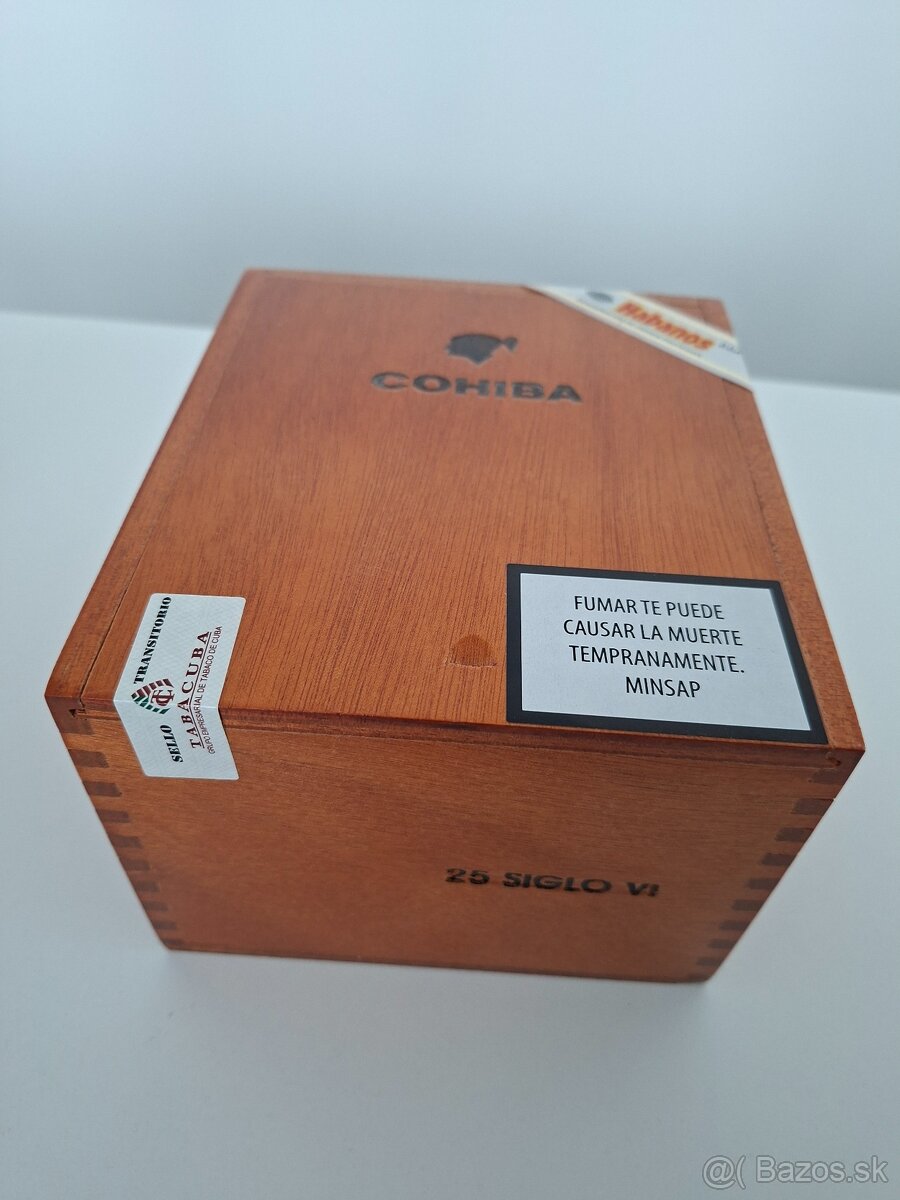 Habanos
COHIBA
FUMAR TE PUEDE
CAUSAR LA MUERTE
TEMPRANAMENTE.
MINSAP
SELLO TRANSITORIO
TC
TABACUBA
GRUPO EMPRESARIAL DE TABACO DE CUBA
25 SIGLO VI
@( Bazos.sk